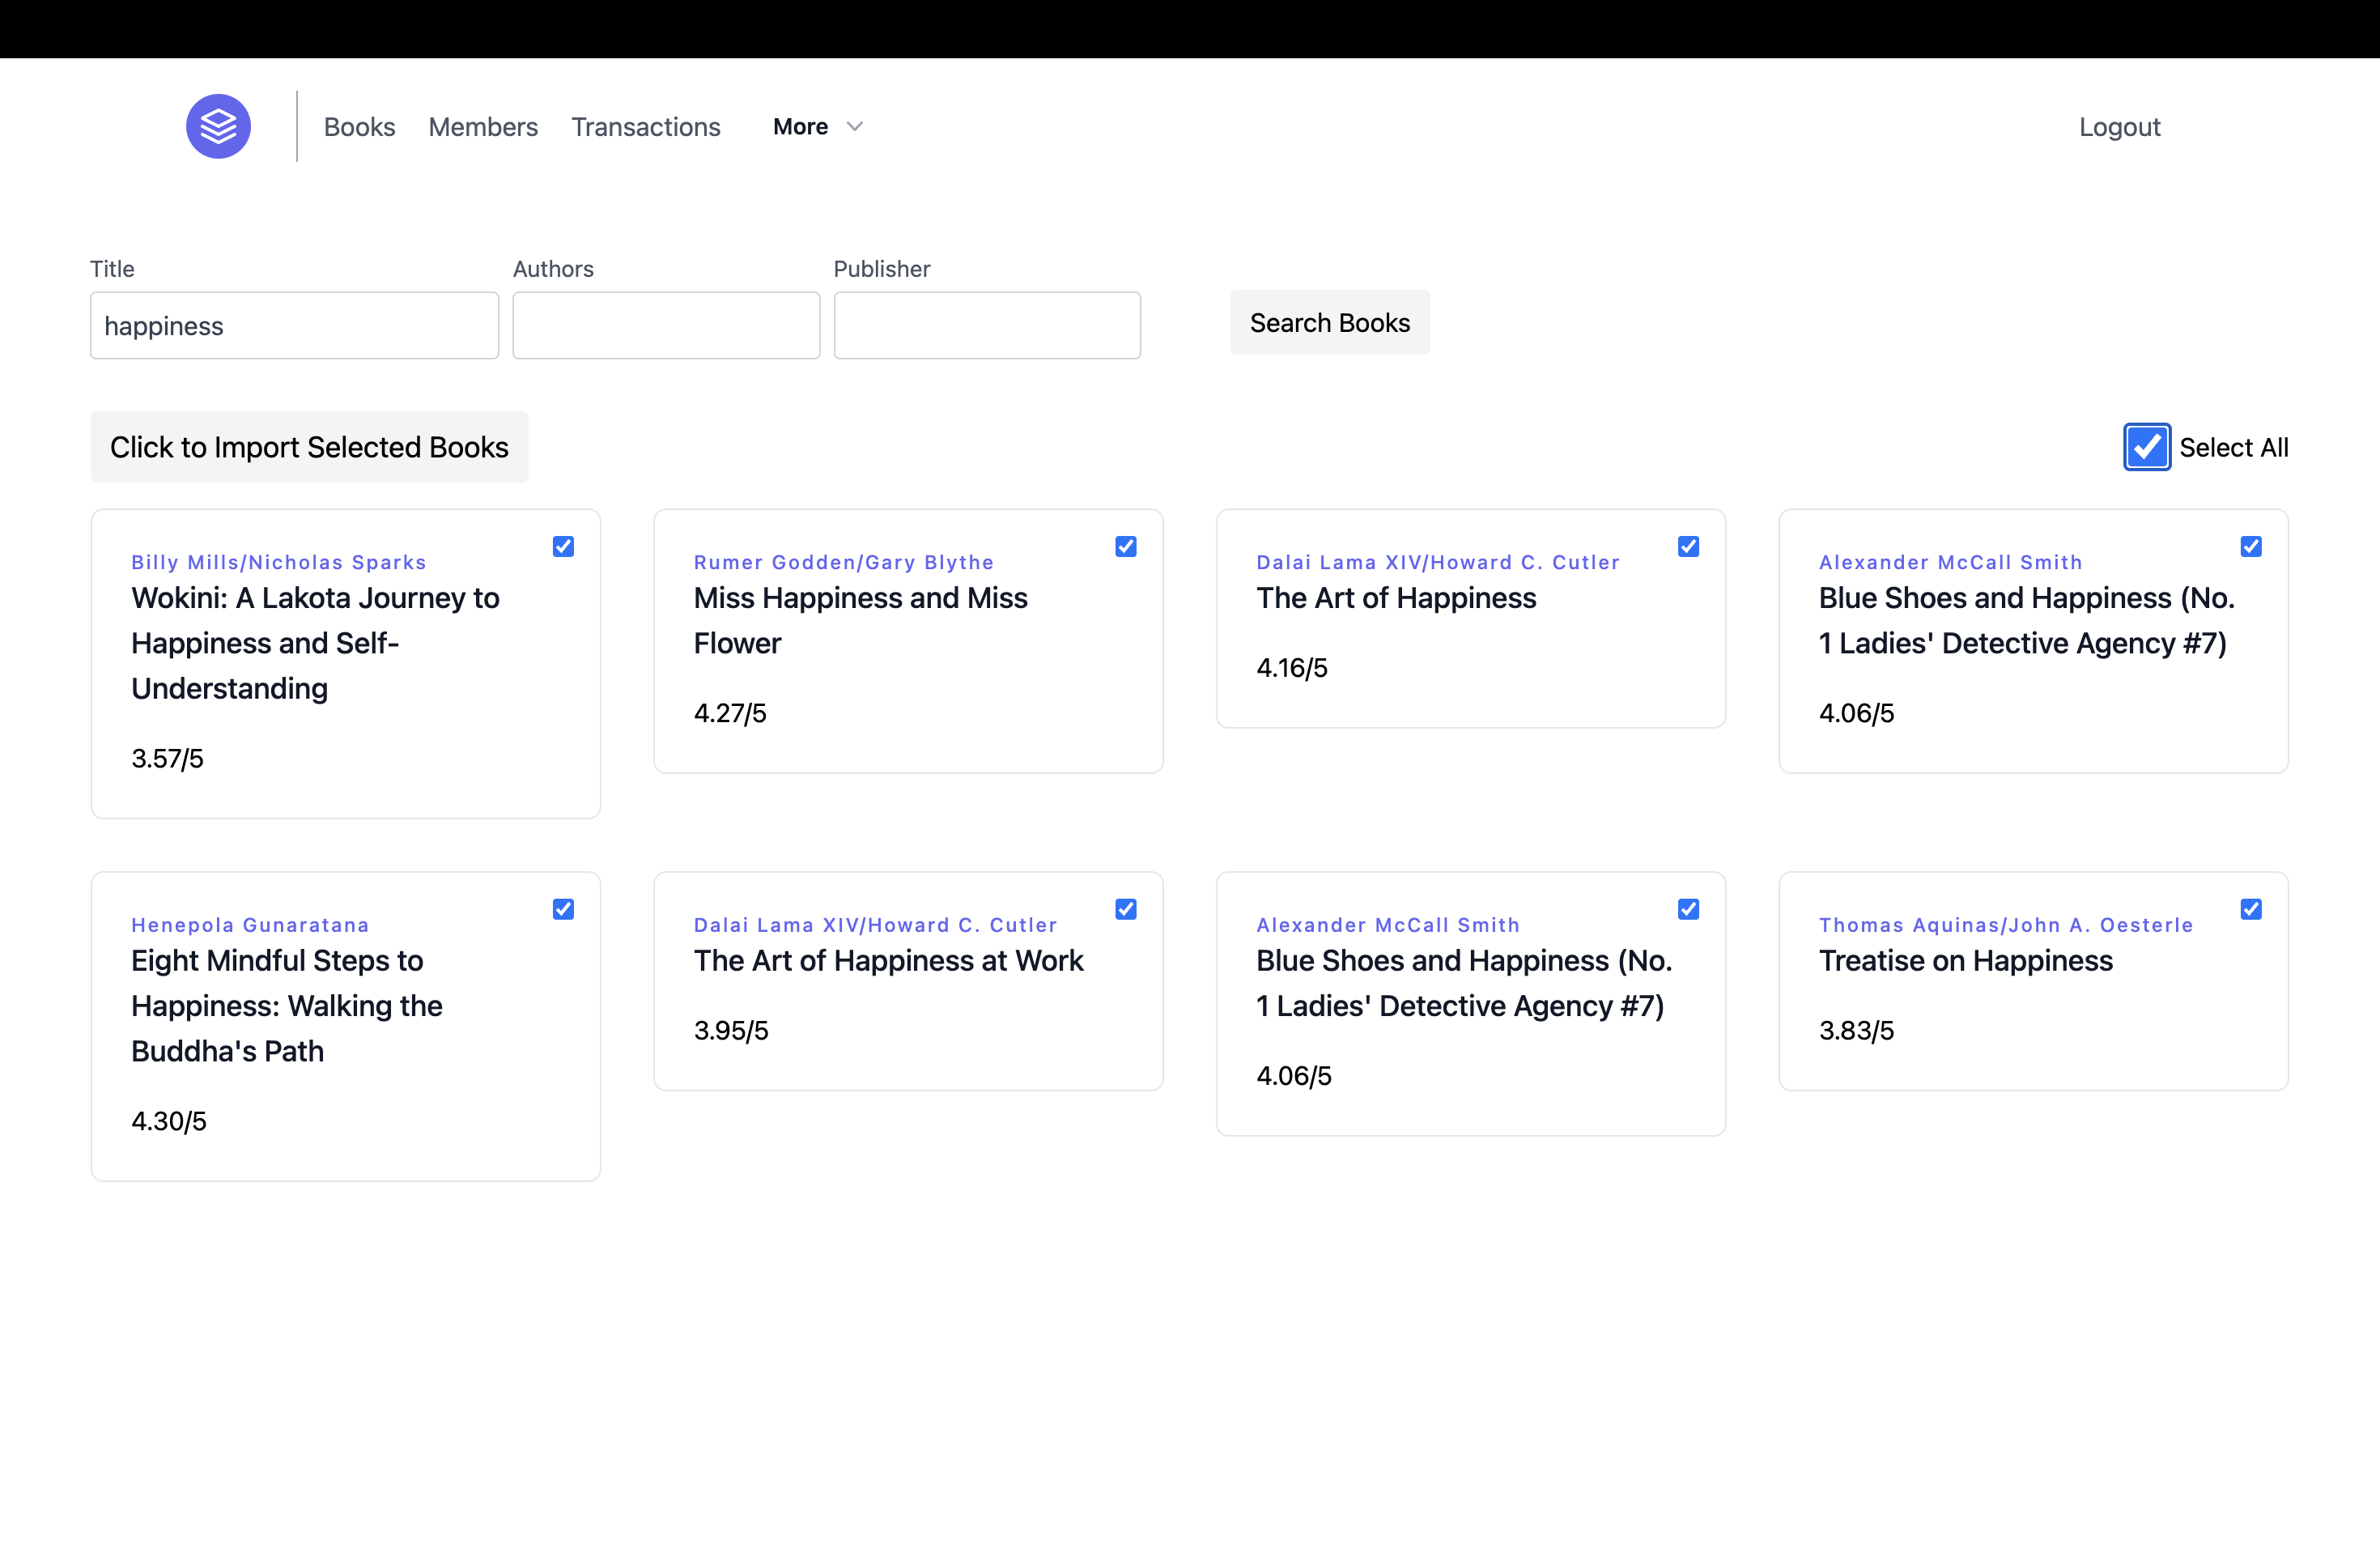 Books Members Transactions More Logout
Title Authors Publisher
happiness
Search Books
Click to Import Selected Books
Select All
Billy Mills/Nicholas Sparks
Wokini: A Lakota Journey to
Happiness and Self-
Understanding
3.57/5
Rumer Godden/Gary Blythe
Miss Happiness and Miss
Flower
4.27/5
Dalai Lama XIV/Howard C. Cutler
The Art of Happiness
4.16/5
Alexander McCall Smith
Blue Shoes and Happiness (No.
1 Ladies' Detective Agency #7)
4.06/5
Henepola Gunaratana
Eight Mindful Steps to
Happiness: Walking the
Buddha's Path
4.30/5
Dalai Lama XIV/Howard C. Cutler
The Art of Happiness at Work
3.95/5
Alexander McCall Smith
Blue Shoes and Happiness (No.
1 Ladies' Detective Agency #7)
4.06/5
Thomas Aquinas/John A. Oesterle
Treatise on Happiness
3.83/5